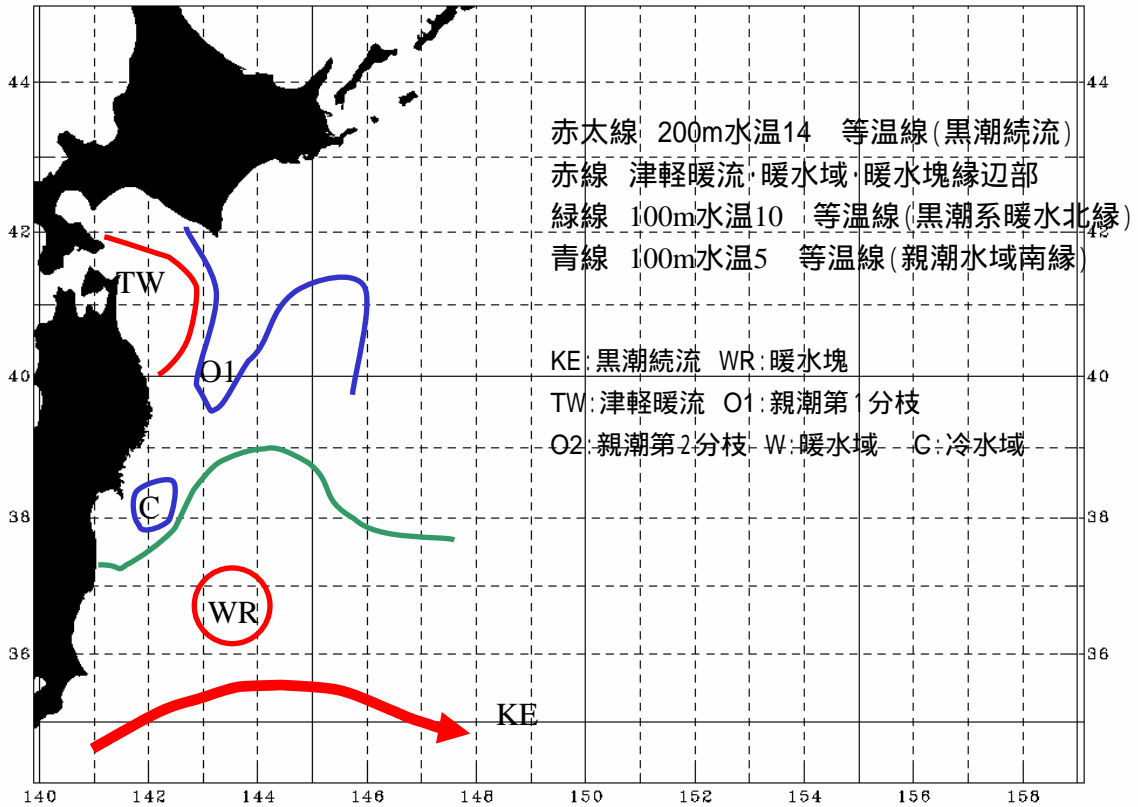 44
44
赤太線 200m水温14 等温線(黒潮続流)
赤線 津軽暖流・暖水域・暖水塊縁辺部
緑線 100m水温10 等温線(黒潮系暖水北縁)
42
42
青線 100m水温5 等温線(親潮水域南縁)
TW
KE:黒潮続流 WR:暖水塊
O1
40
40
TW:津軽暖流 O1:親潮第1分枝
O2:親潮第2分枝 W:暖水域 C:冷水域
C
38
38
WR
36
36
KE
140 142 144 146 148 150 152 154 156 158